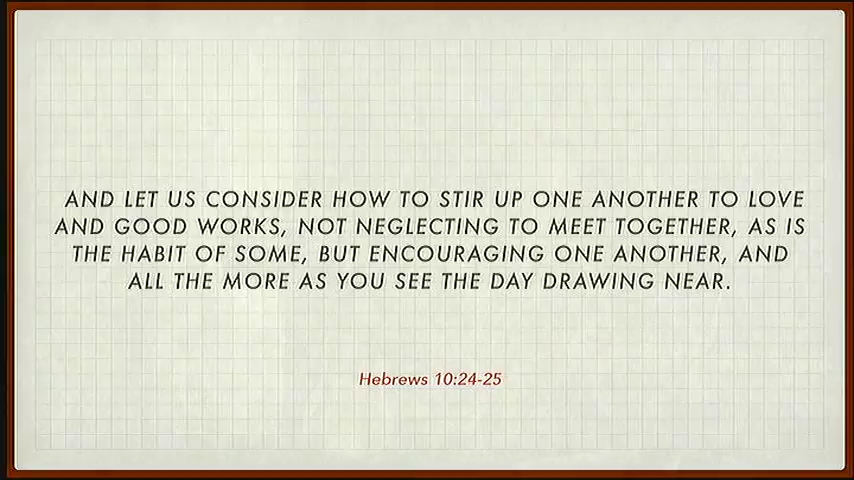 AND LET US CONSIDER HOW TO STIR UP ONE ANOTHER TO LOVE
AND GOOD WORKS, NOT NEGLECTING TO MEET TOGETHER, AS IS
THE HABIT OF SOME, BUT ENCOURAGING ONE ANOTHER, AND
ALL THE MORE AS YOU SEE THE DAY DRAWING NEAR.
Hebrews 10:24-25